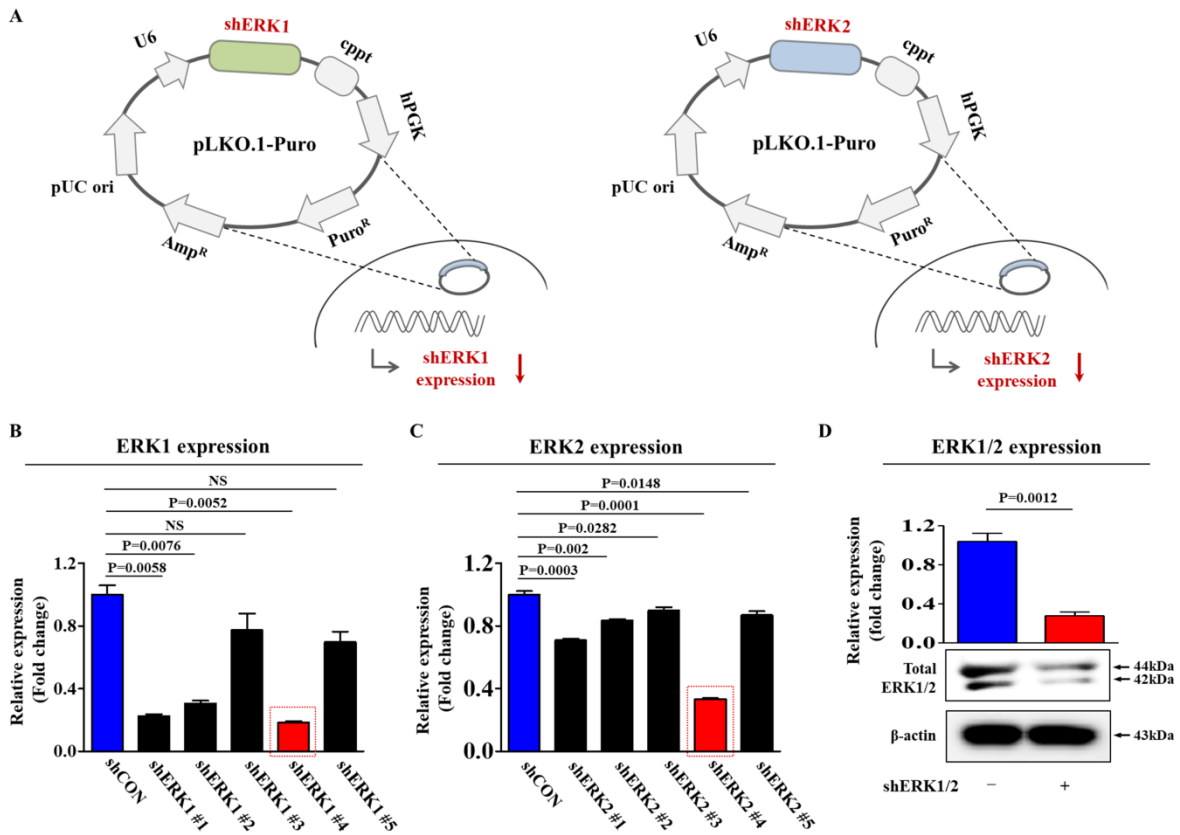 A
shERK1
U6
cppt
hPGK
pLKO.1-Puro
pUC ori
Amp^R
Puro^R
shERK1
expression
shERK2
U6
cppt
hPGK
pLKO.1-Puro
pUC ori
Amp^R
Puro^R
shERK2
expression
B
ERK1 expression
NS
P=0.0052
NS
P=0.0076
P=0.0058
Relative expression
(Fold change)
1.2
0.8
0.4
0.0
shCON
shERK1 #1
shERK1 #2
shERK1 #3
shERK1 #4
shERK1 #5
C
ERK2 expression
P=0.0148
P=0.0001
P=0.0282
P=0.002
P=0.0003
Relative expression
(Fold change)
1.2
0.8
0.4
0.0
shCON
shERK2 #1
shERK2 #2
shERK2 #3
shERK2 #4
shERK2 #5
D
ERK1/2 expression
P=0.0012
Relative expression
(fold change)
1.2
0.8
0.4
0.0
Total
ERK1/2
44kDa
42kDa
β-actin
43kDa
shERK1/2 − +